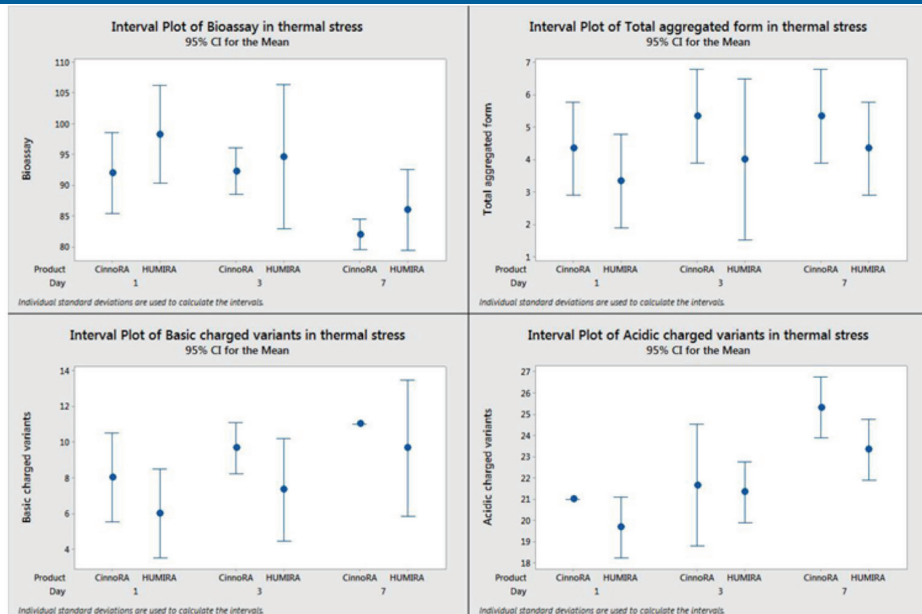 Interval Plot of Bioassay in thermal stress
95% CI for the Mean
110
105
100
95
90
85
80
Bioassay
Product CinnoRA HUMIRA CinnoRA HUMIRA CinnoRA HUMIRA
Day 1 3 7
Individual standard deviations are used to calculate the intervals.
Interval Plot of Total aggregated form in thermal stress
95% CI for the Mean
7
6
5
4
3
2
1
Total aggregated form
Product CinnoRA HUMIRA CinnoRA HUMIRA CinnoRA HUMIRA
Day 1 3 7
Individual standard deviations are used to calculate the intervals.
Interval Plot of Basic charged variants in thermal stress
95% CI for the Mean
14
12
10
8
6
4
Basic charged variants
Product CinnoRA HUMIRA CinnoRA HUMIRA CinnoRA HUMIRA
Day 1 3 7
Individual standard deviations are used to calculate the intervals.
Interval Plot of Acidic charged variants in thermal stress
95% CI for the Mean
27
26
25
24
23
22
21
20
19
18
Acidic charged variants
Product CinnoRA HUMIRA CinnoRA HUMIRA CinnoRA HUMIRA
Day 1 3 7
Individual standard deviations are used to calculate the intervals.